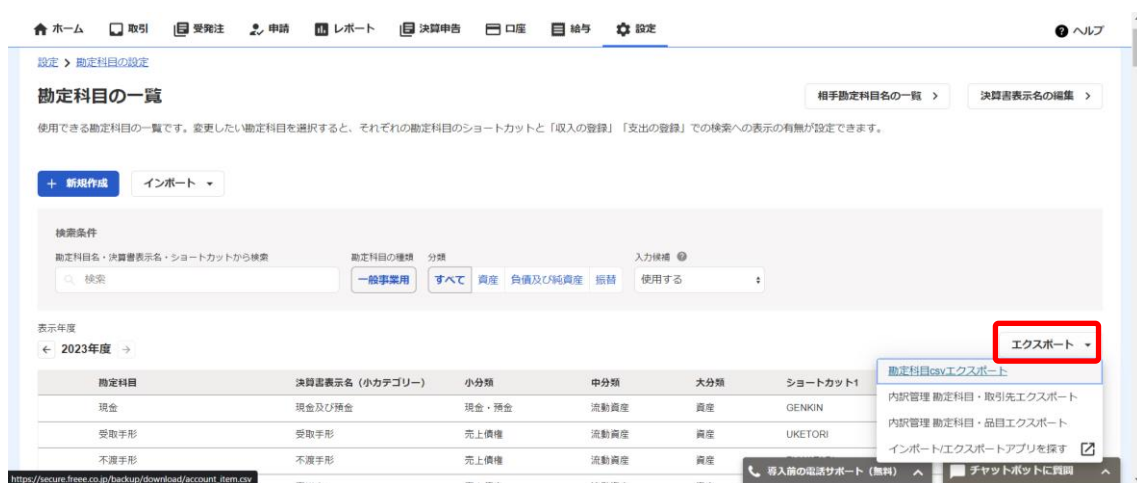 ホーム 取引 受発注 申請 レポート 決算申告 口座 給与 設定 ヘルプ
設定 > 勘定科目の設定
勘定科目の一覧 相手勘定科目名の一覧 > 決算書表示名の編集 >
使用できる勘定科目の一覧です。変更したい勘定科目を選択すると、それぞれの勘定科目のショートカットと「収入の登録」「支出の登録」での検索への表示の有無が設定できます。
+ 新規作成 インポート
検索条件
勘定科目名・決算書表示名・ショートカットから検索 勘定科目の種類 分類 入力候補
検索 一般事業用 すべて 資産 負債及び純資産 振替 使用する
表示年度
← 2023年度 → エクスポート
勘定科目csvエクスポート
内訳管理 勘定科目・取引先エクスポート
内訳管理 勘定科目・品目エクスポート
インポート/エクスポートアプリを探す
勘定科目 決算書表示名(小カテゴリー) 小分類 中分類 大分類 ショートカット1
現金 現金及び預金 現金・預金 流動資産 資産 GENKIN
受取手形 受取手形 売上債権 流動資産 資産 UKETORI
不渡手形 不渡手形 売上債権 流動資産 資産
導入前の電話サポート(無料) チャットボットに質問
https://secure.freee.co.jp/backup/download/account_item.csv